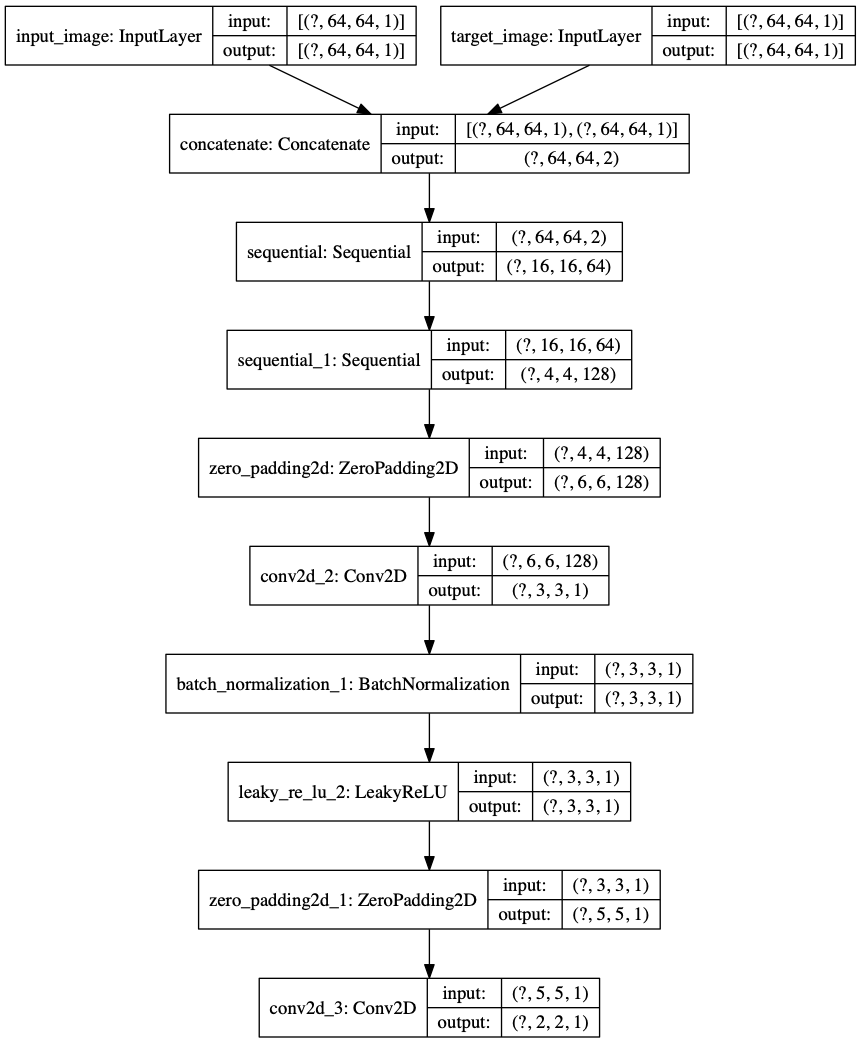 input_image: InputLayer
input:
[(?, 64, 64, 1)]
output:
[(?, 64, 64, 1)]
target_image: InputLayer
input:
[(?, 64, 64, 1)]
output:
[(?, 64, 64, 1)]
concatenate: Concatenate
input:
[(?, 64, 64, 1), (?, 64, 64, 1)]
output:
(?, 64, 64, 2)
sequential: Sequential
input:
(?, 64, 64, 2)
output:
(?, 16, 16, 64)
sequential_1: Sequential
input:
(?, 16, 16, 64)
output:
(?, 4, 4, 128)
zero_padding2d: ZeroPadding2D
input:
(?, 4, 4, 128)
output:
(?, 6, 6, 128)
conv2d_2: Conv2D
input:
(?, 6, 6, 128)
output:
(?, 3, 3, 1)
batch_normalization_1: BatchNormalization
input:
(?, 3, 3, 1)
output:
(?, 3, 3, 1)
leaky_re_lu_2: LeakyReLU
input:
(?, 3, 3, 1)
output:
(?, 3, 3, 1)
zero_padding2d_1: ZeroPadding2D
input:
(?, 3, 3, 1)
output:
(?, 5, 5, 1)
conv2d_3: Conv2D
input:
(?, 5, 5, 1)
output:
(?, 2, 2, 1)